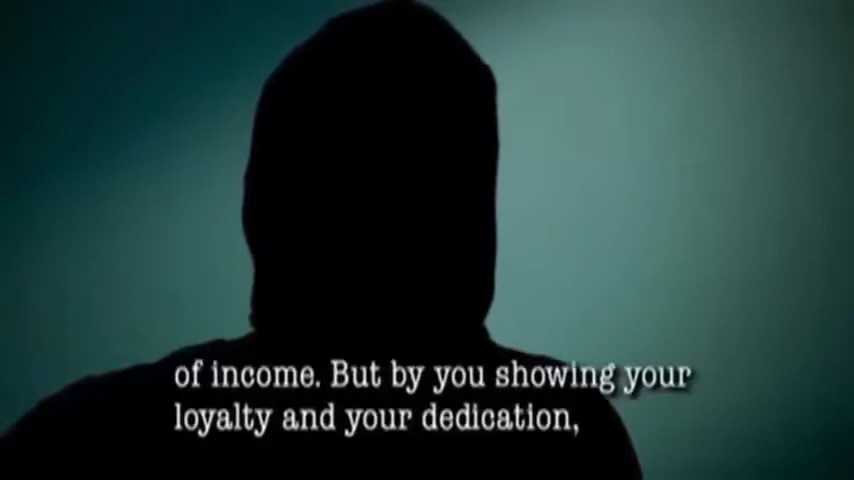 of income. But by you showing your
loyalty and your dedication,